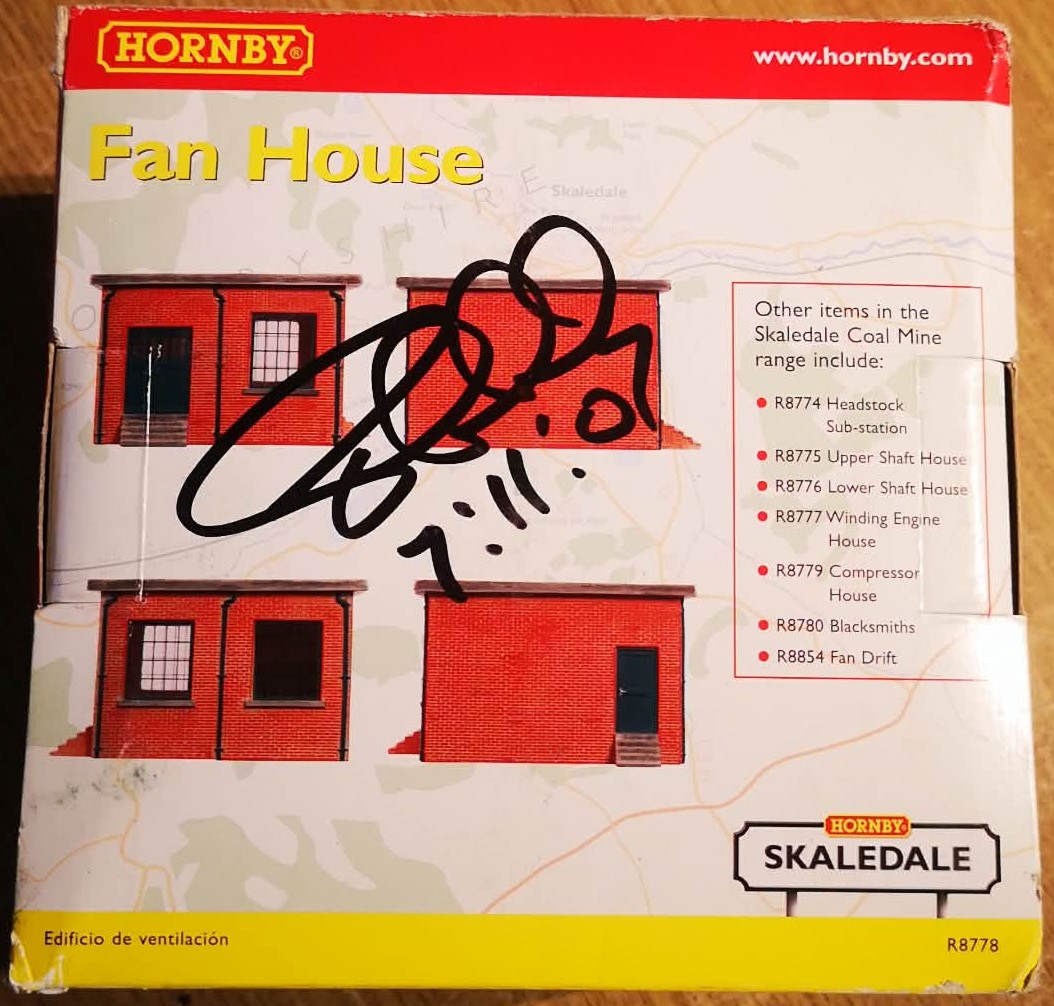 HORNBY®
www.hornby.com
Fan House
Skaledale
Other items in the
Skaledale Coal Mine
range include:
R8774 Headstock
Sub-station
R8775 Upper Shaft House
R8776 Lower Shaft House
R8777 Winding Engine
House
R8779 Compressor
House
R8780 Blacksmiths
R8854 Fan Drift
HORNBY®
SKALEDALE
Edificio de ventilación
R8778